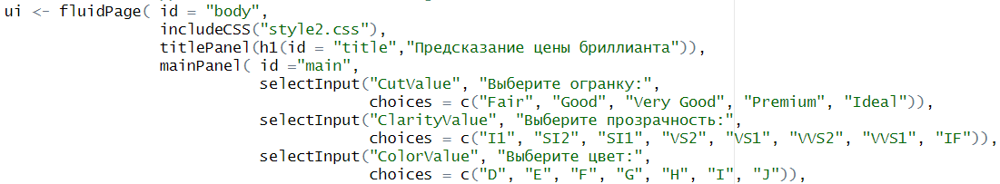 ui <- fluidPage( id = "body",
includeCSS("style2.css"),
titlePanel(h1(id = "title","Предсказание цены бриллианта")),
mainPanel( id ="main",
selectInput("CutValue", "Выберите огранку:",
choices = c("Fair", "Good", "Very Good", "Premium", "Ideal")),
selectInput("ClarityValue", "Выберите прозрачность:",
choices = c("I1", "SI2", "SI1", "VS2", "VS1", "VVS2", "VVS1", "IF")),
selectInput("ColorValue", "Выберите цвет:",
choices = c("D", "E", "F", "G", "H", "I", "J")),